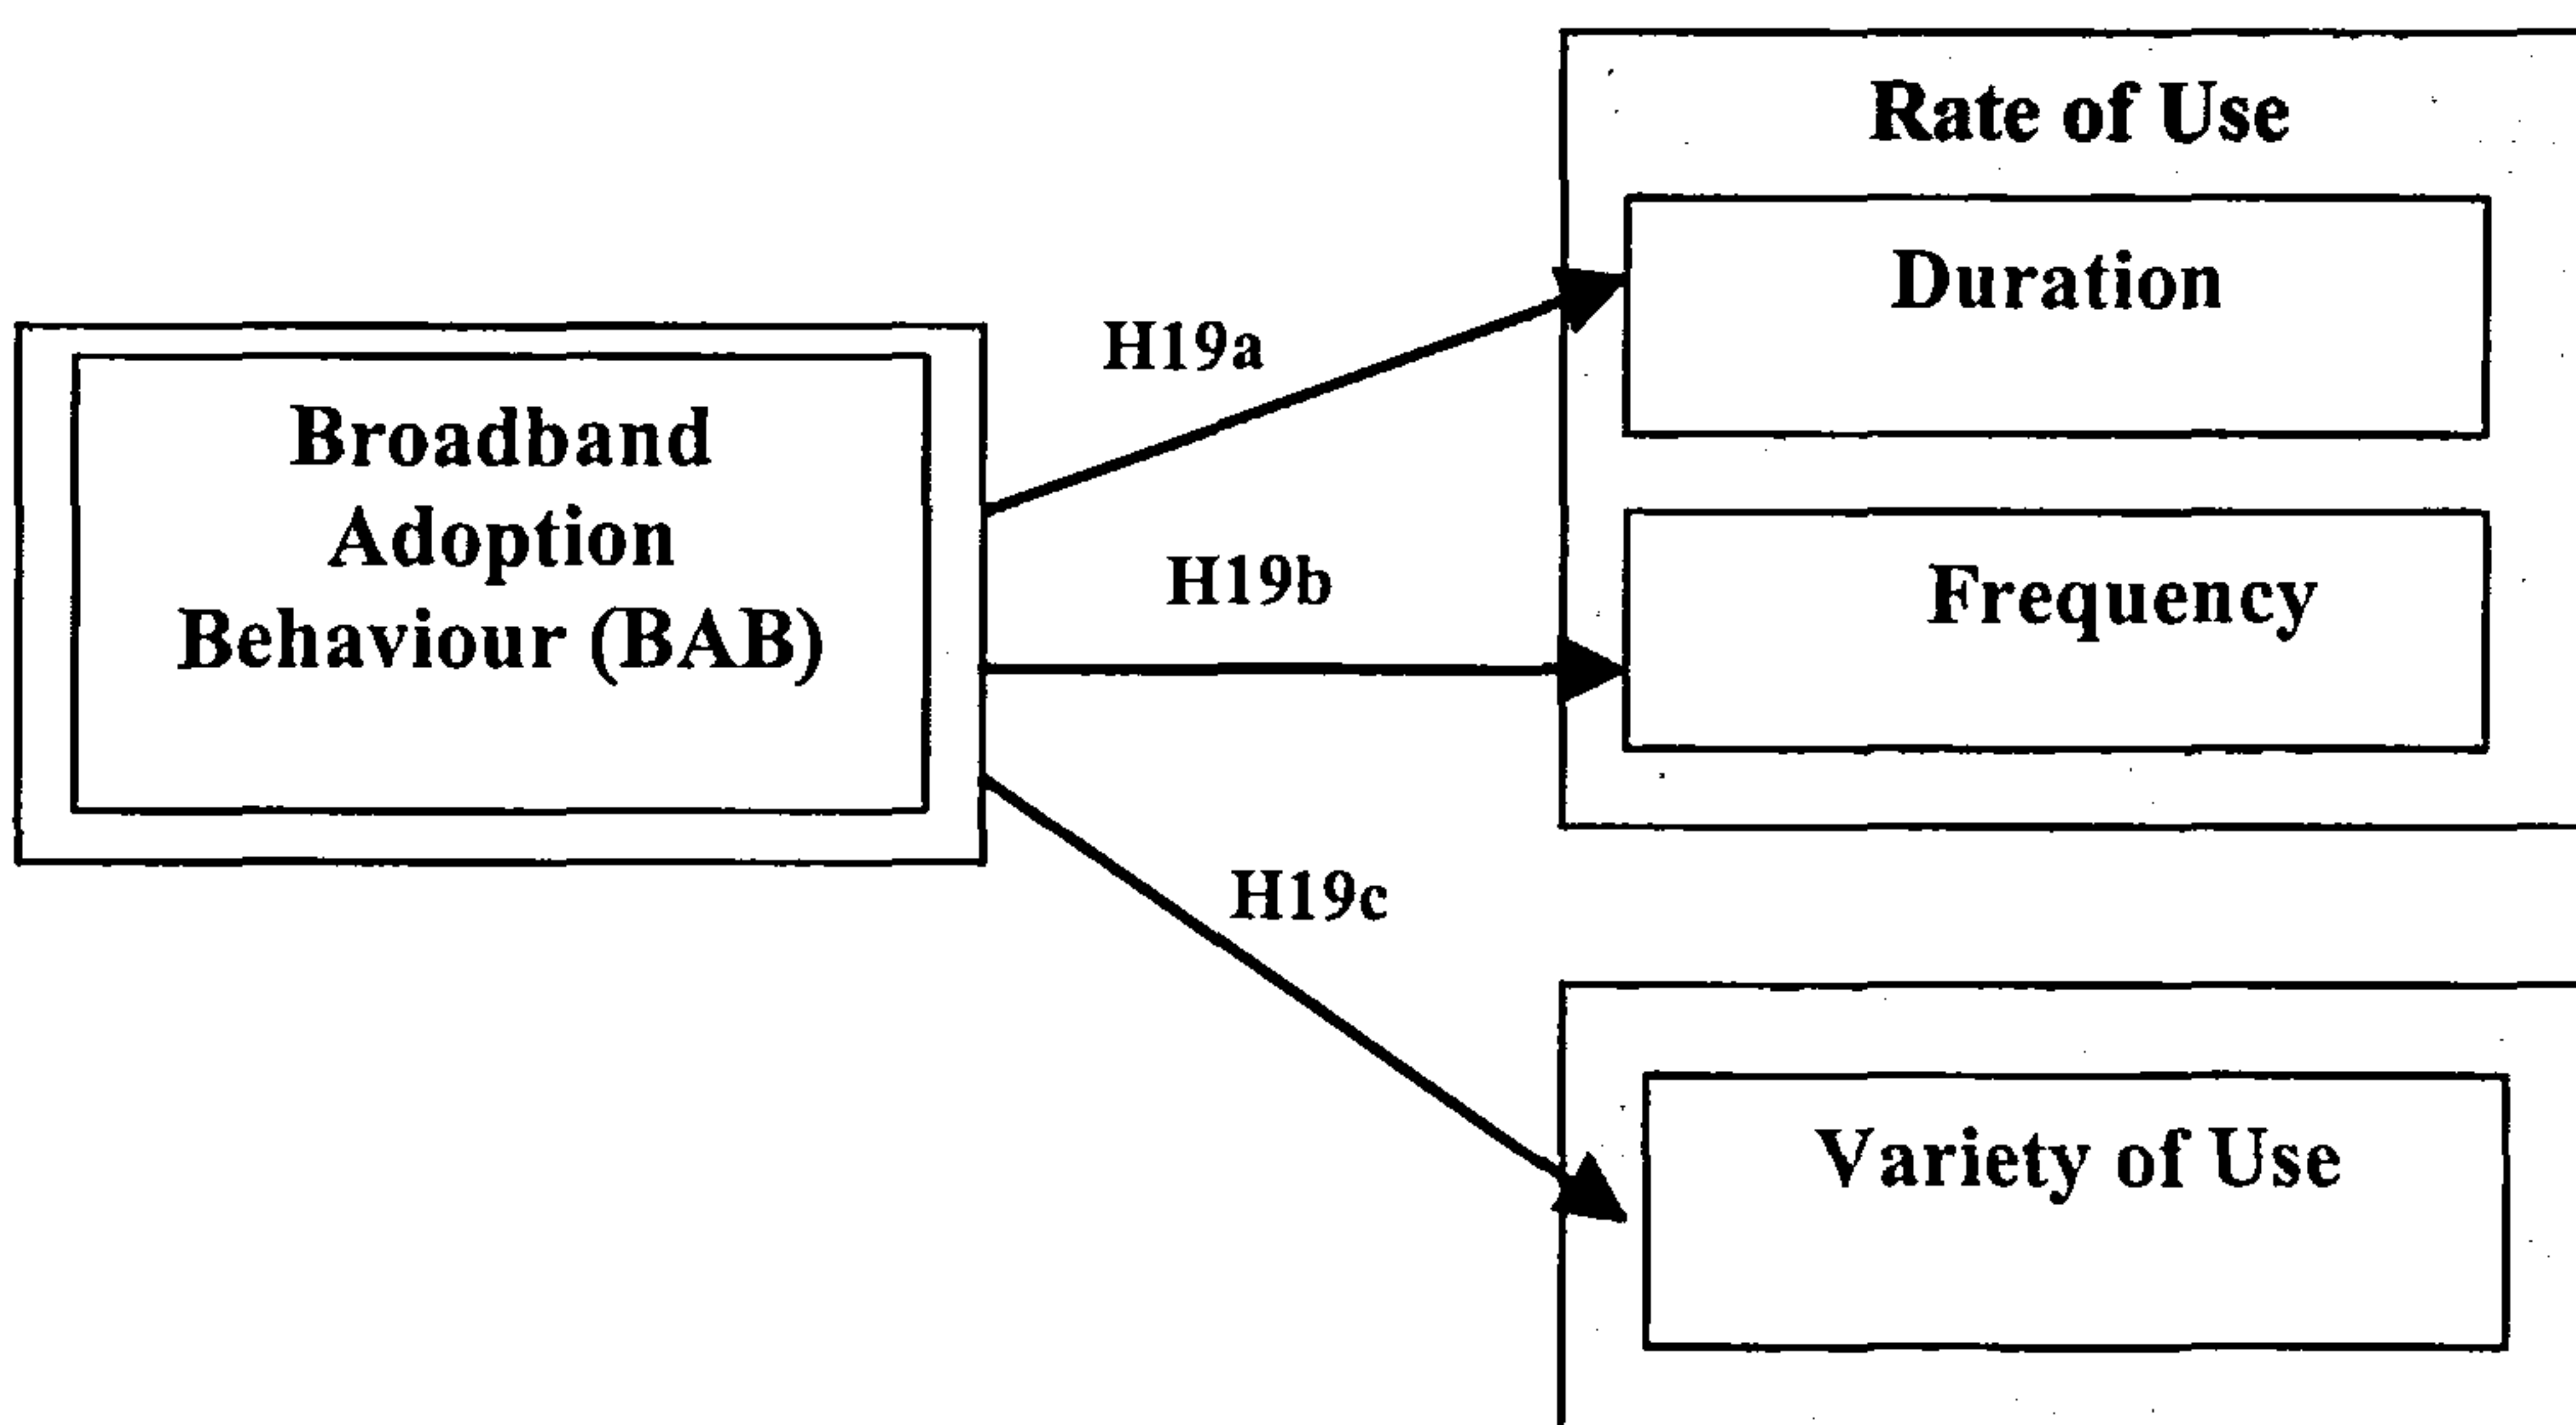 Rate of Use
Duration
H19a
Broadband
Adoption
Behaviour (BAB)
H19b
Frequency
H19c
Variety of Use